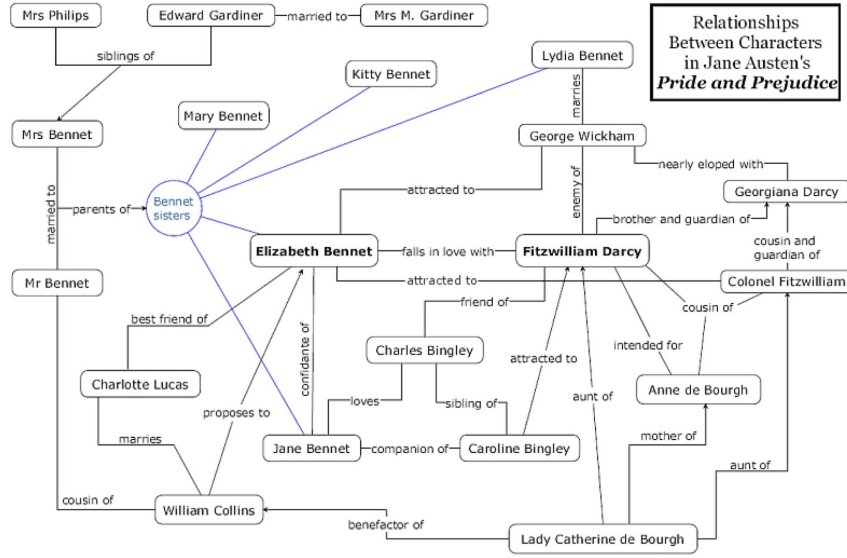 Mrs Philips
Edward Gardiner
married to
Mrs M. Gardiner
Relationships
Between Characters
in Jane Austen's
Pride and Prejudice
siblings of
Lydia Bennet
Kitty Bennet
marries
Mary Bennet
Mrs Bennet
George Wickham
nearly eloped with
married to
parents of
Bennet
sisters
attracted to
enemy of
Georgiana Darcy
brother and guardian of
Elizabeth Bennet
falls in love with
Fitzwilliam Darcy
cousin and
guardian of
Mr Bennet
attracted to
Colonel Fitzwilliam
friend of
cousin of
best friend of
confidante of
Charles Bingley
attracted to
intended for
Charlotte Lucas
Anne de Bourgh
proposes to
loves
sibling of
aunt of
marries
Jane Bennet
companion of
Caroline Bingley
mother of
aunt of
cousin of
William Collins
benefactor of
Lady Catherine de Bourgh